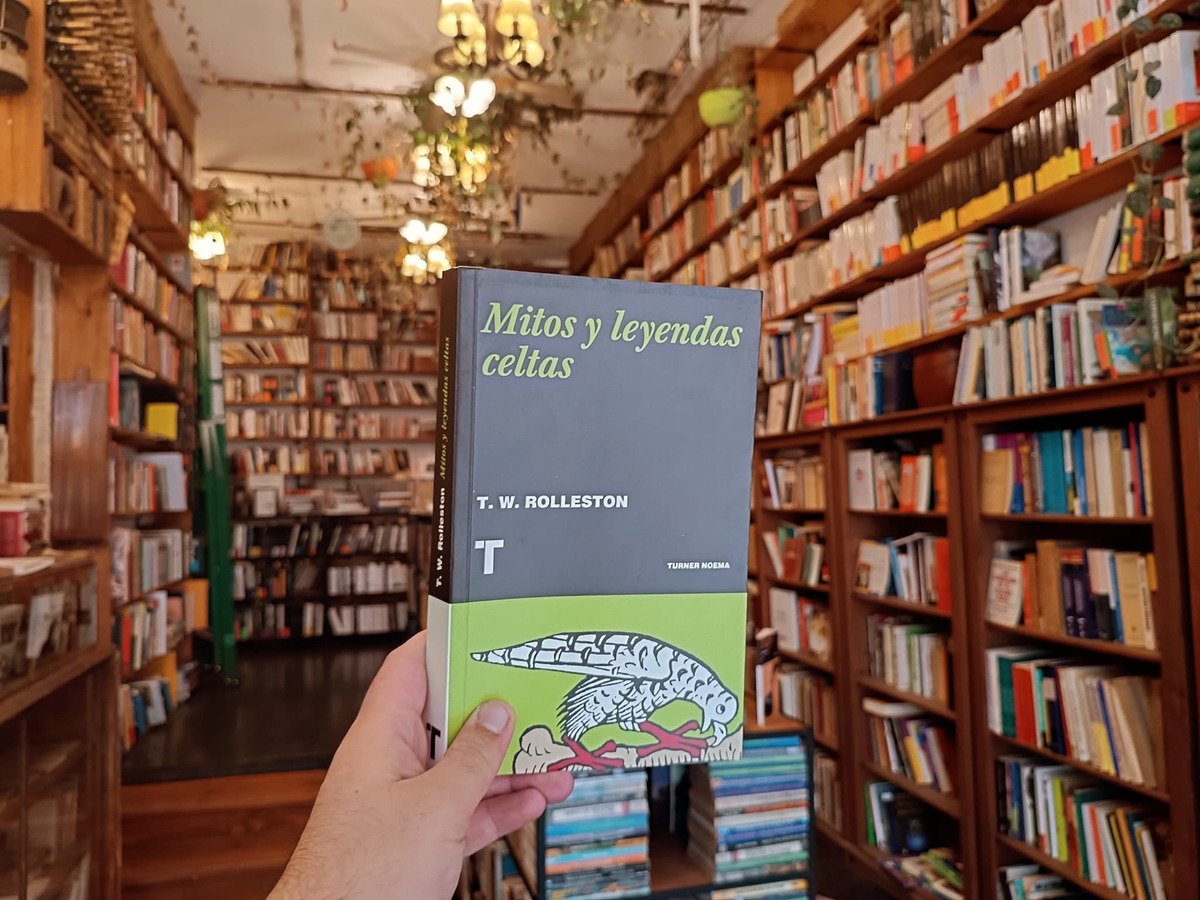 Mitos y leyendas
celtas
T. W. ROLLESTON
T
TURNER NOEMA
T. W. Rolleston Mitos y leyendas celtas
T